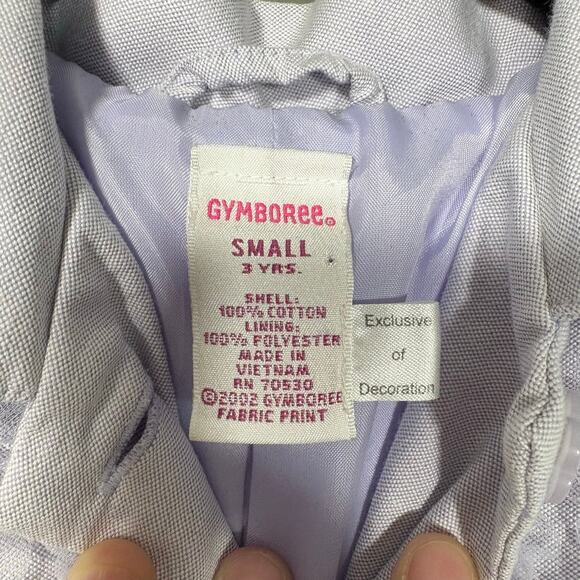 GYMBOREE®
SMALL
3 YRS.
SHELL:
100% COTTON
LINING:
100% POLYESTER
MADE IN
VIETNAM
RN 70530
©2002 GYMBOREE
FABRIC PRINT
Exclusive
of
Decoration